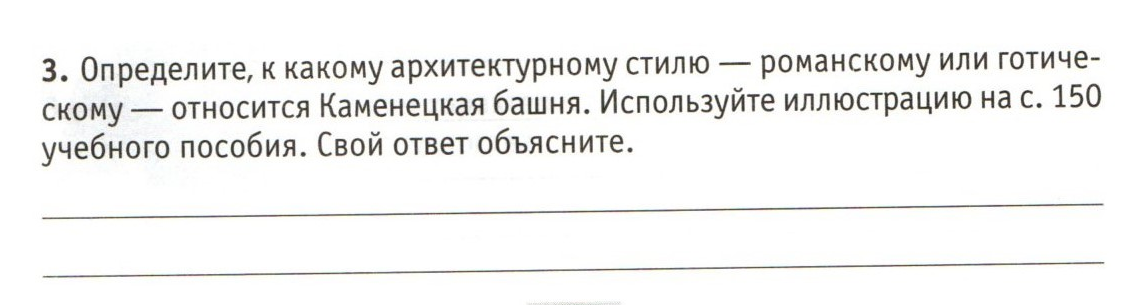 3. Определите, к какому архитектурному стилю — романскому или готиче-
скому — относится Каменецкая башня. Используйте иллюстрацию на с. 150
учебного пособия. Свой ответ объясните.